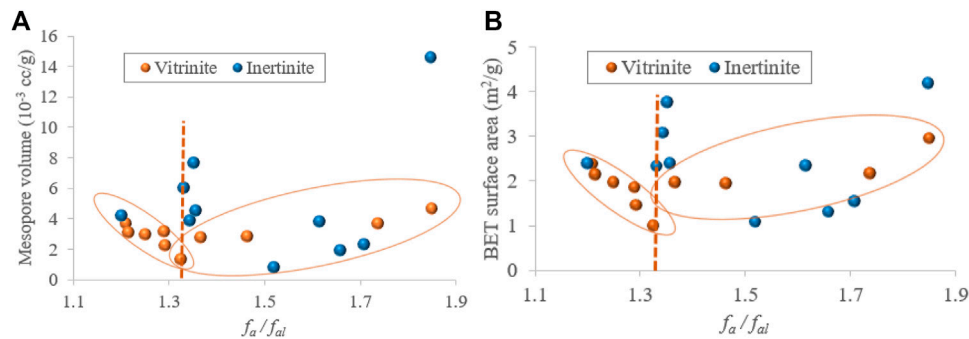 A
Mesopore volume (10⁻³ cc/g)
16
14
12
10
8
6
4
2
0
Vitrinite Inertinite
1.1 1.3 1.5 1.7 1.9
fa / fal
B
BET surface area (m²/g)
5
4
3
2
1
0
Vitrinite Inertinite
1.1 1.3 1.5 1.7 1.9
fa / fal